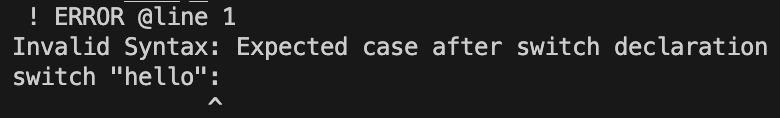 ! ERROR @line 1
Invalid Syntax: Expected case after switch declaration
switch "hello":
^